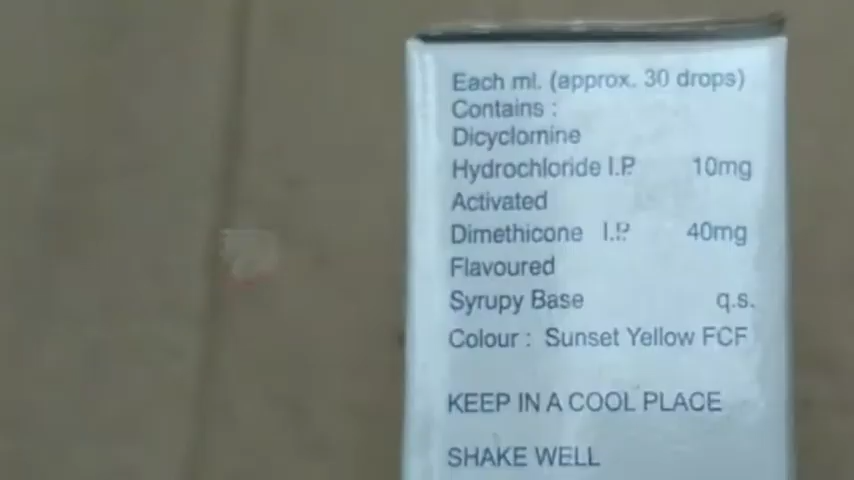 Each ml. (approx. 30 drops)
Contains :
Dicyclomine
Hydrochloride I.P. 10mg
Activated
Dimethicone I.P. 40mg
Flavoured
Syrupy Base q.s.
Colour : Sunset Yellow FCF
KEEP IN A COOL PLACE
SHAKE WELL